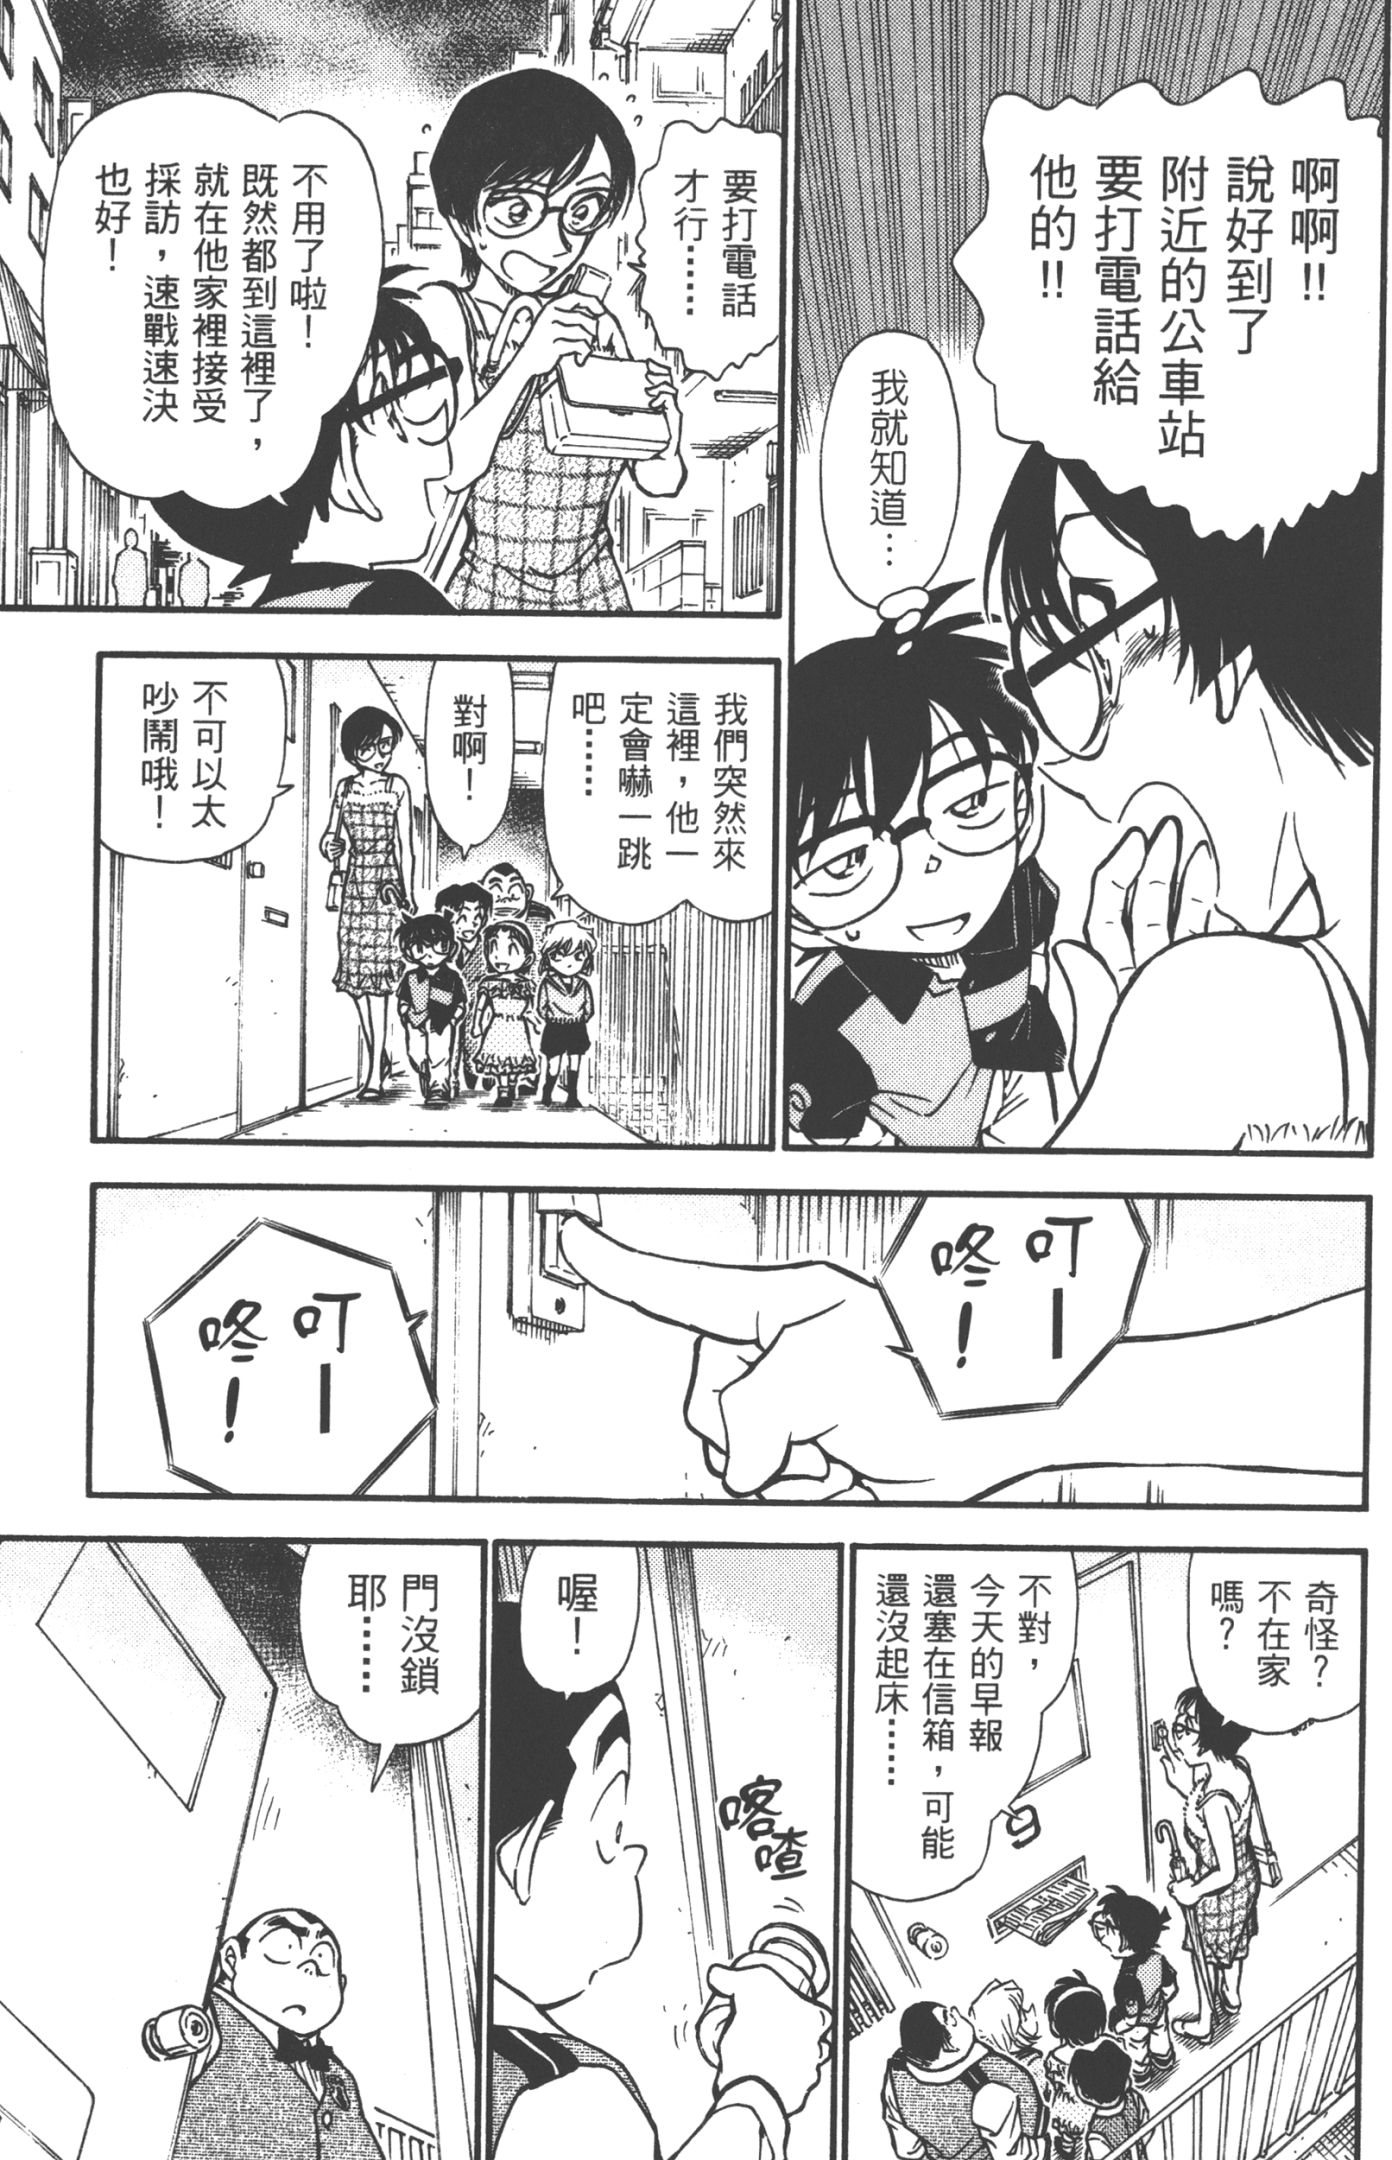 啊啊!!
說好到了
附近的公車站
要打電話給
他的!!
我就知道…
要打電話
才行……
不用了啦！
既然都到這裡了，
就在他家裡接受
採訪，速戰速決
也好！
我們突然來
這裡，他一
定會嚇一跳
吧……
對啊！
不可以太
吵鬧哦！
叮—
咚！
叮—
咚！
奇怪？
不在家
嗎？
不對，
今天的早報
還塞在信箱，可能
還沒起床……
9
喔！
喀喳
門沒鎖
耶……